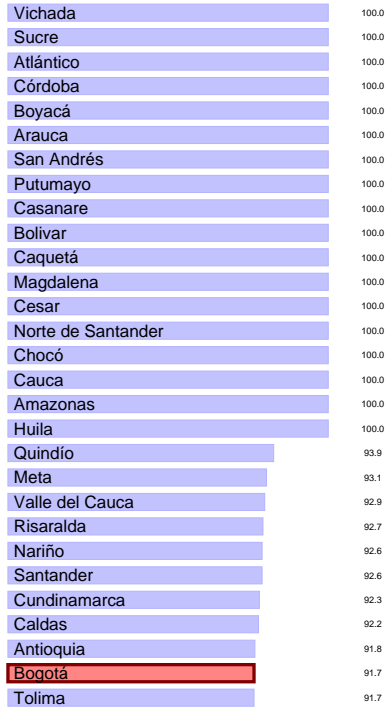 Vichada 100.0
Sucre 100.0
Atlántico 100.0
Córdoba 100.0
Boyacá 100.0
Arauca 100.0
San Andrés 100.0
Putumayo 100.0
Casanare 100.0
Bolivar 100.0
Caquetá 100.0
Magdalena 100.0
Cesar 100.0
Norte de Santander 100.0
Chocó 100.0
Cauca 100.0
Amazonas 100.0
Huila 100.0
Quindío 93.9
Meta 93.1
Valle del Cauca 92.9
Risaralda 92.7
Nariño 92.6
Santander 92.6
Cundinamarca 92.3
Caldas 92.2
Antioquia 91.8
Bogotá 91.7
Tolima 91.7